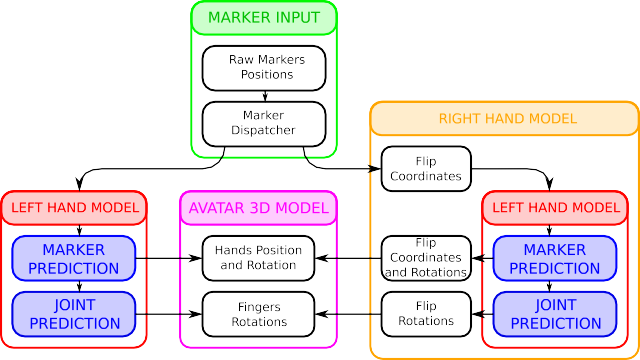 MARKER INPUT
Raw Markers
Positions
Marker
Dispatcher
RIGHT HAND MODEL
Flip
Coordinates
LEFT HAND MODEL
MARKER
PREDICTION
JOINT
PREDICTION
AVATAR 3D MODEL
Hands Position
and Rotation
Fingers
Rotations
Flip
Coordinates
and Rotations
Flip
Rotations
LEFT HAND MODEL
MARKER
PREDICTION
JOINT
PREDICTION